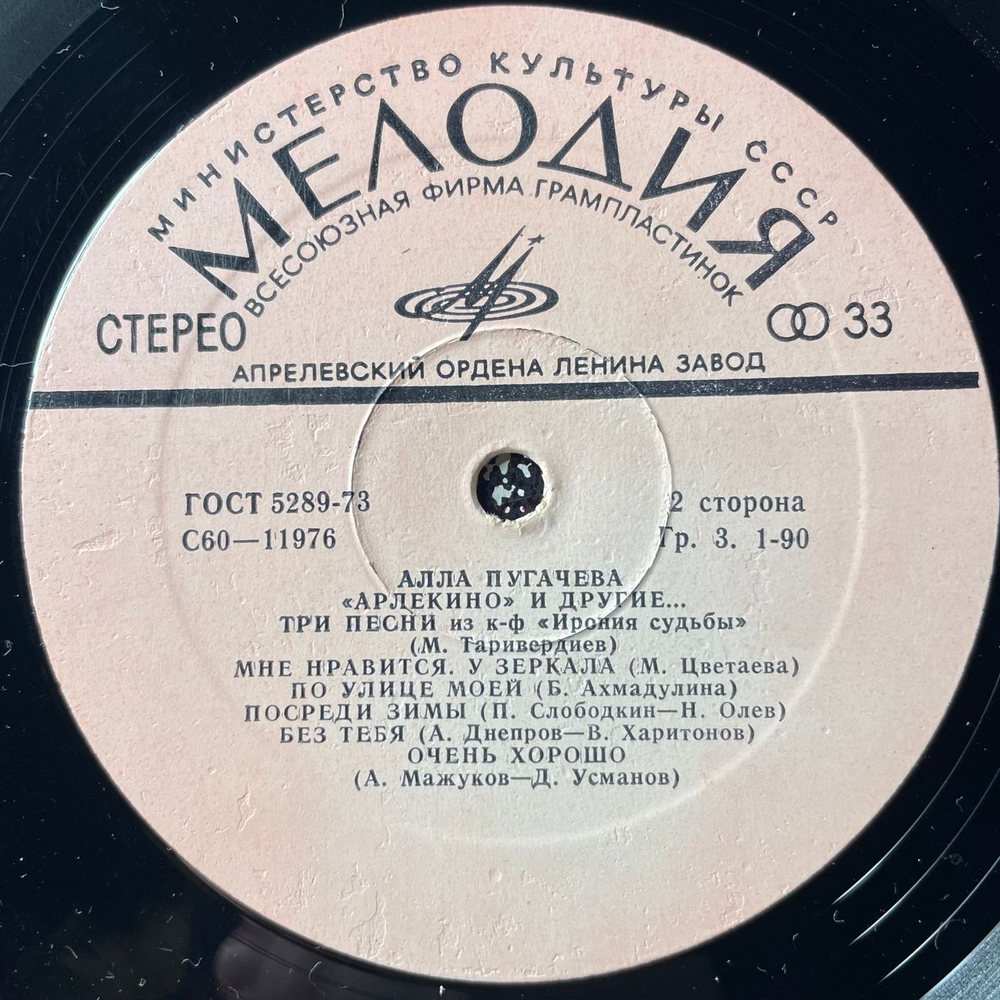 МИНИСТЕРСТВО КУЛЬТУРЫ СССР
МЕЛОДИЯ
ВСЕСОЮЗНАЯ ФИРМА ГРАМПЛАСТИНОК
СТЕРЕО
33
АПРЕЛЕВСКИЙ ОРДЕНА ЛЕНИНА ЗАВОД
ГОСТ 5289-73
2 сторона
С60—11976
Гр. 3. 1-90
АЛЛА ПУГАЧЕВА
«АРЛЕКИНО» И ДРУГИЕ...
ТРИ ПЕСНИ из к-ф «Ирония судьбы»
(М. Таривердиев)
МНЕ НРАВИТСЯ. У ЗЕРКАЛА (М. Цветаева)
ПО УЛИЦЕ МОЕЙ (Б. Ахмадулина)
ПОСРЕДИ ЗИМЫ (П. Слободкин—Н. Олев)
БЕЗ ТЕБЯ (А. Днепров—В. Харитонов)
ОЧЕНЬ ХОРОШО
(А. Мажуков—Д. Усманов)